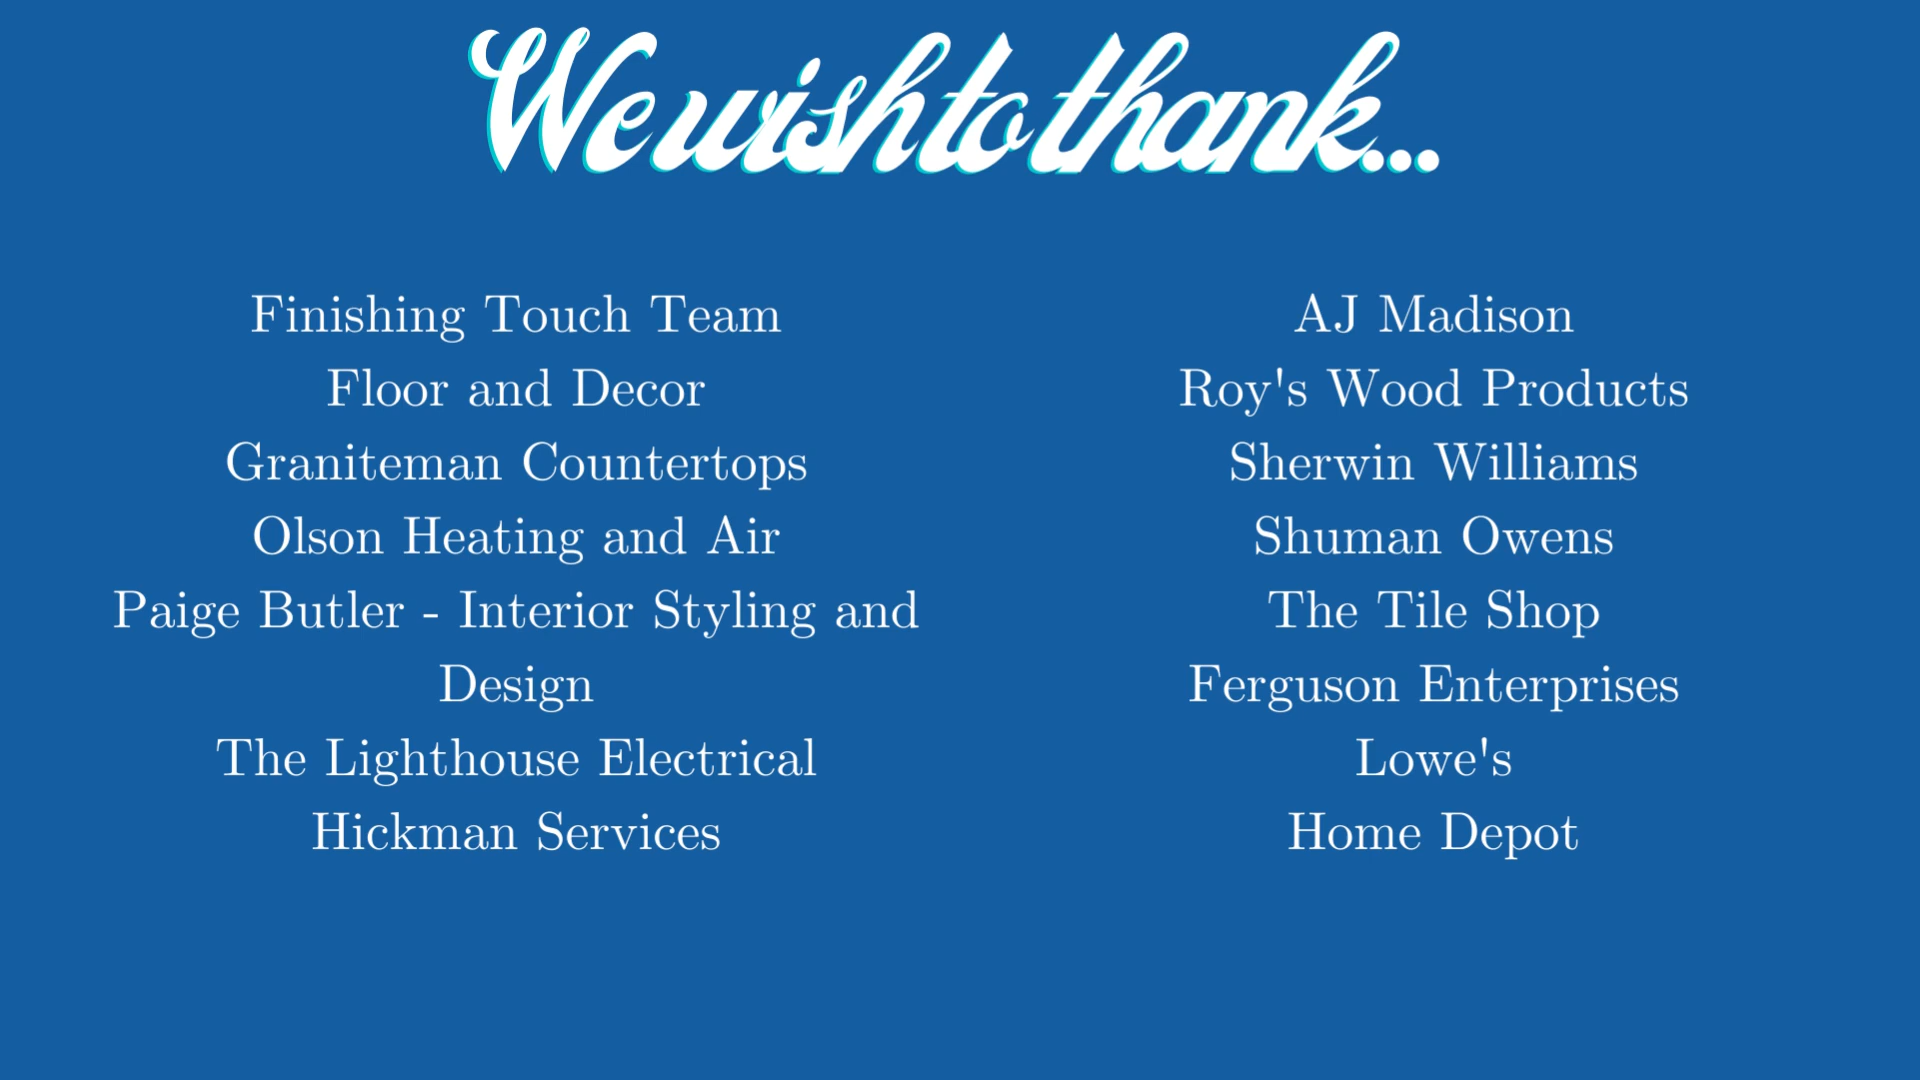 We wish to thank...
Finishing Touch Team
Floor and Decor
Graniteman Countertops
Olson Heating and Air
Paige Butler - Interior Styling and
Design
The Lighthouse Electrical
Hickman Services
AJ Madison
Roy's Wood Products
Sherwin Williams
Shuman Owens
The Tile Shop
Ferguson Enterprises
Lowe's
Home Depot